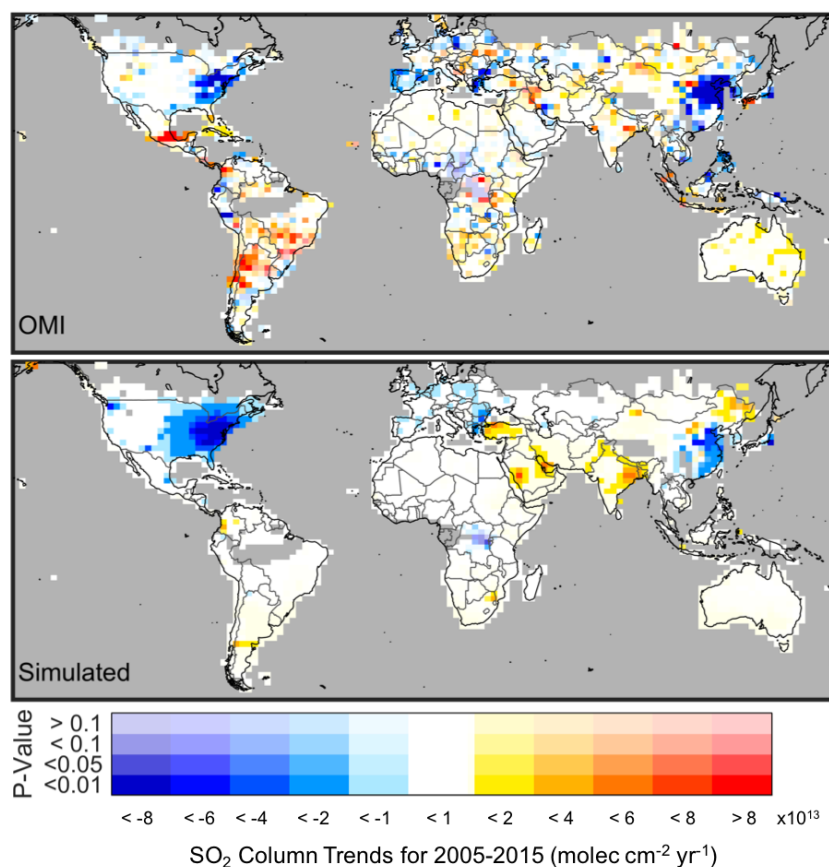 OMI
Simulated
P-Value
> 0.1
< 0.1
<0.05
<0.01
< -8 < -6 < -4 < -2 < -1 < 1 < 2 < 4 < 6 < 8 > 8 x10¹³
SO₂ Column Trends for 2005-2015 (molec cm⁻² yr⁻¹)